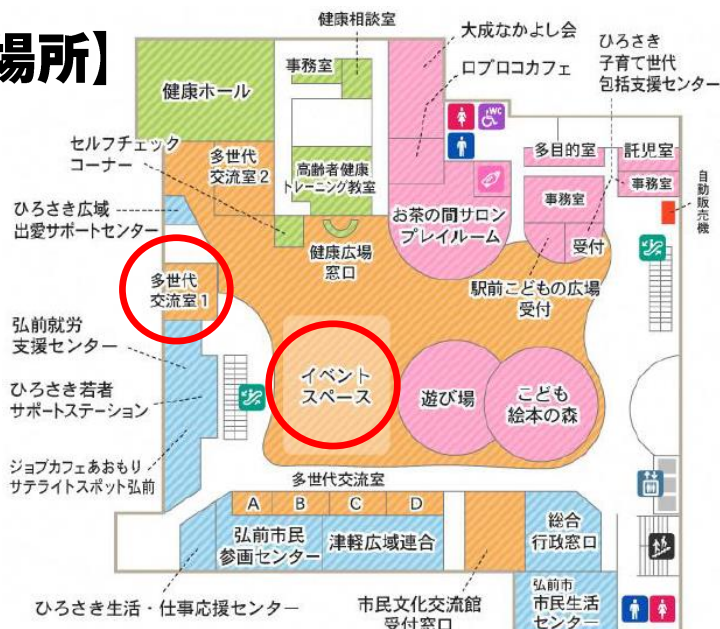 場所】
健康相談室
大成なかよし会
ロブロコカフェ
ひろさき
子育て世代
包括支援センター
事務室
健康ホール
WC
セルフチェック
コーナー
多世代
交流室2
高齢者健康
トレーニング教室
多目的室
託児室
事務室
事務室
自動販売機
ひろさき広域
出愛サポートセンター
お茶の間サロン
プレイルーム
受付
健康広場
窓口
駅前こどもの広場
受付
多世代
交流室1
弘前就労
支援センター
イベント
スペース
遊び場
こども
絵本の森
ひろさき若者
サポートステーション
ジョブカフェあおもり
サテライトスポット弘前
多世代交流室
A B C D
弘前市民
参画センター
津軽広域連合
総合
行政窓口
ひろさき生活・仕事応援センター
市民文化交流館
受付窓口
弘前市
市民生活
センター